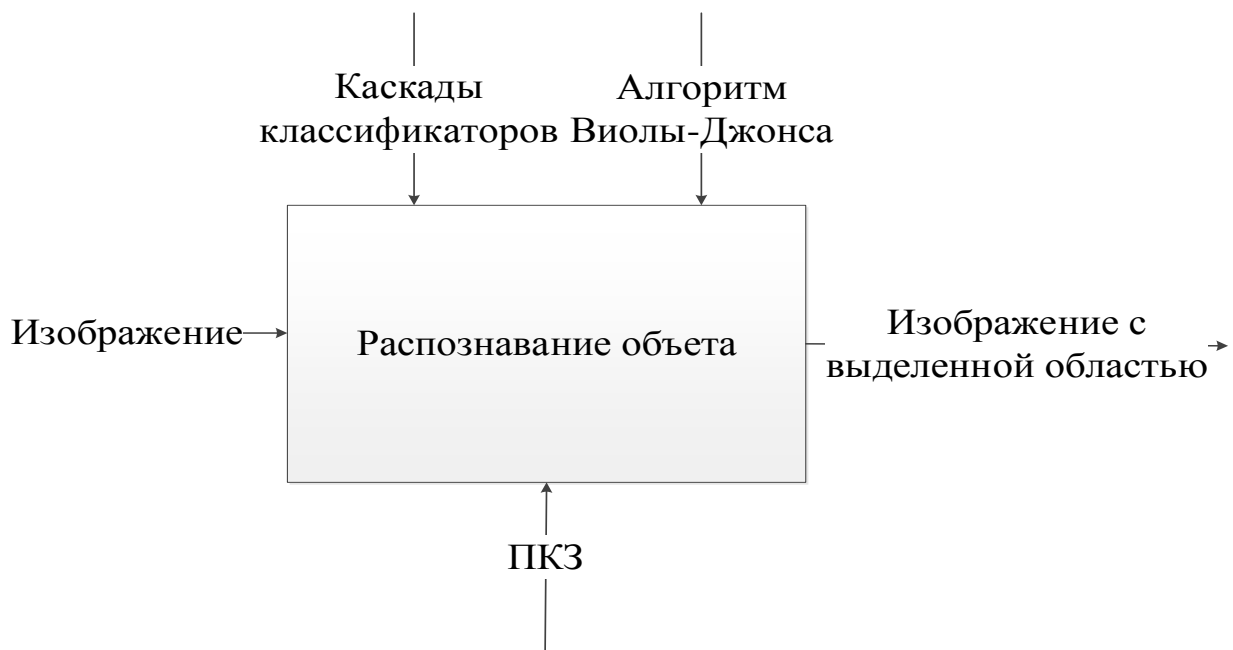 Каскады
классификаторов
Алгоритм
Виолы-Джонса
Изображение
Распознавание объета
Изображение с
выделенной областью
ПКЗ